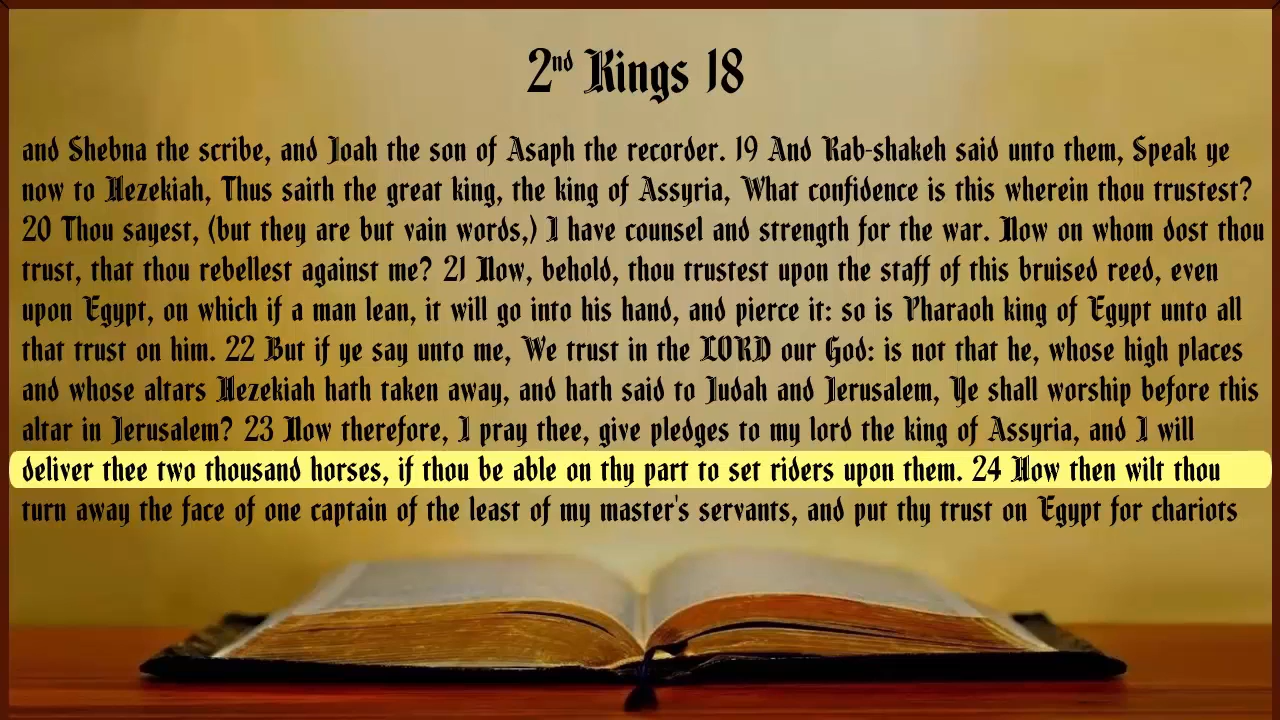 2nd Kings 18
and Shebna the scribe, and Joah the son of Asaph the recorder. 19 And Rab-shakeh said unto them, Speak ye
now to Hezekiah, Thus saith the great king, the king of Assyria, What confidence is this wherein thou trustest?
20 Thou sayest, (but they are but vain words,) I have counsel and strength for the war. Now on whom dost thou
trust, that thou rebellest against me? 21 Now, behold, thou trustest upon the staff of this bruised reed, even
upon Egypt, on which if a man lean, it will go into his hand, and pierce it: so is Pharaoh king of Egypt unto all
that trust on him. 22 But if ye say unto me, We trust in the LORD our God: is not that he, whose high places
and whose altars Hezekiah hath taken away, and hath said to Judah and Jerusalem, Ye shall worship before this
altar in Jerusalem? 23 Now therefore, I pray thee, give pledges to my lord the king of Assyria, and I will
deliver thee two thousand horses, if thou be able on thy part to set riders upon them. 24 How then wilt thou
turn away the face of one captain of the least of my master's servants, and put thy trust on Egypt for chariots